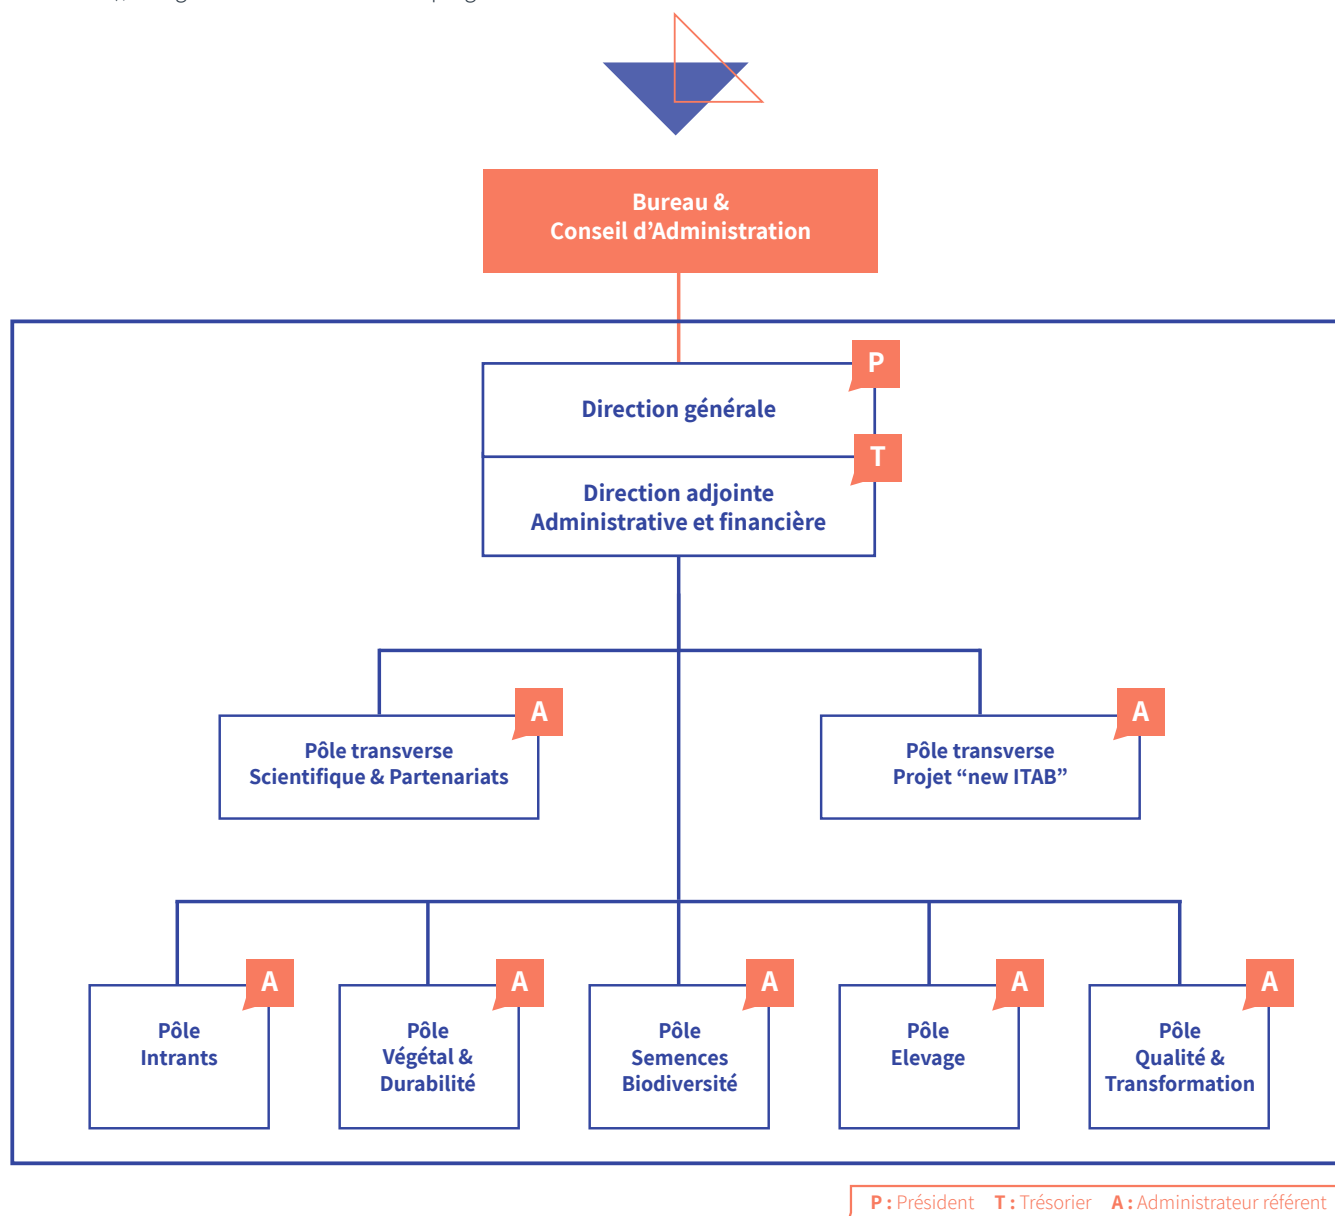 Bureau &
Conseil d’Administration
P
Direction générale
T
Direction adjointe
Administrative et financière
A
Pôle transverse
Scientifique & Partenariats
A
Pôle transverse
Projet “new ITAB”
A
Pôle
Intrants
A
Pôle
Végétal &
Durabilité
A
Pôle
Semences
Biodiversité
A
Pôle
Elevage
A
Pôle
Qualité &
Transformation
P : Président T : Trésorier A : Administrateur référent